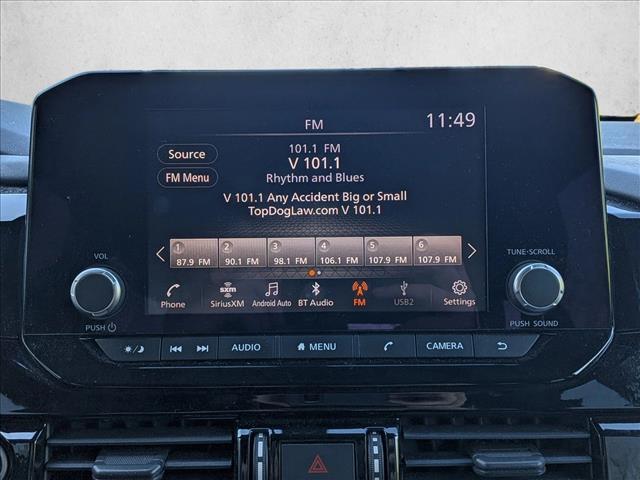 FM
11:49
Source
FM Menu
101.1 FM
V 101.1
Rhythm and Blues
V 101.1 Any Accident Big or Small
TopDogLaw.com V 101.1
1 2 3 4 5 6
87.9 FM 90.1 FM 98.1 FM 106.1 FM 107.9 FM 107.9 FM
Phone SiriusXM Android Auto BT Audio FM USB2 Settings
sxm
VOL
PUSH
TUNE·SCROLL
PUSH SOUND
AUDIO MENU CAMERA